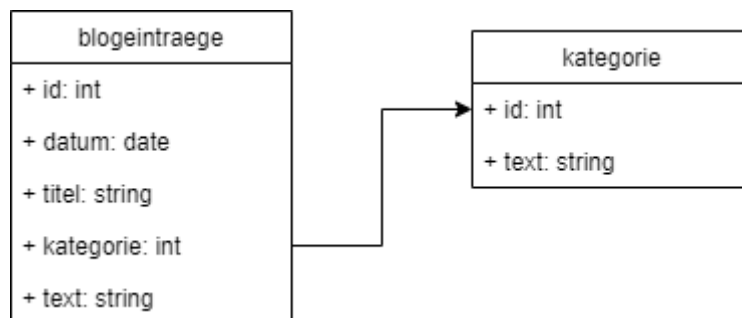 blogeintraege
+ id: int
+ datum: date
+ titel: string
+ kategorie: int
+ text: string
kategorie
+ id: int
+ text: string